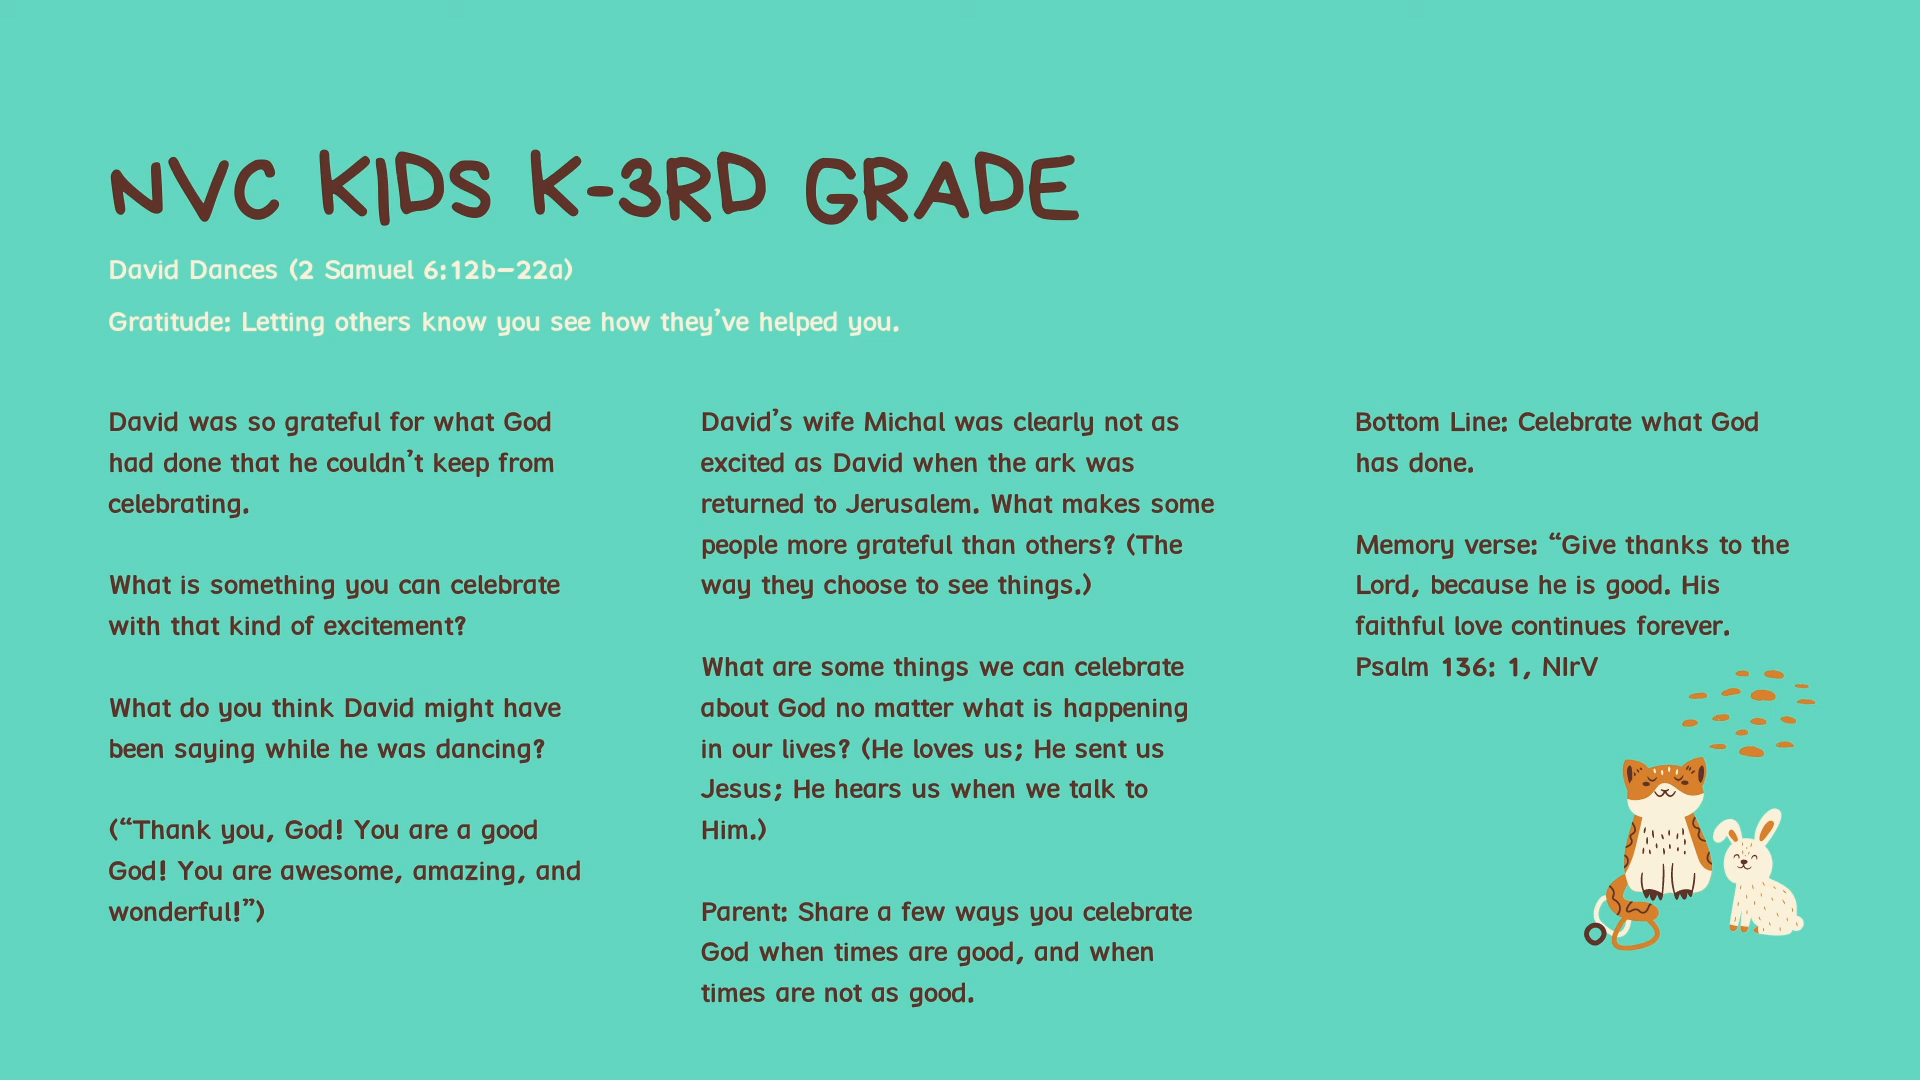 NVC KIDS K-3RD GRADE
David Dances (2 Samuel 6:12b–22a)
Gratitude: Letting others know you see how they’ve helped you.
David was so grateful for what God
had done that he couldn’t keep from
celebrating.
What is something you can celebrate
with that kind of excitement?
What do you think David might have
been saying while he was dancing?
(“Thank you, God! You are a good
God! You are awesome, amazing, and
wonderful!”)
David’s wife Michal was clearly not as
excited as David when the ark was
returned to Jerusalem. What makes some
people more grateful than others? (The
way they choose to see things.)
What are some things we can celebrate
about God no matter what is happening
in our lives? (He loves us; He sent us
Jesus; He hears us when we talk to
Him.)
Parent: Share a few ways you celebrate
God when times are good, and when
times are not as good.
Bottom Line: Celebrate what God
has done.
Memory verse: “Give thanks to the
Lord, because he is good. His
faithful love continues forever.
Psalm 136: 1, NIrV